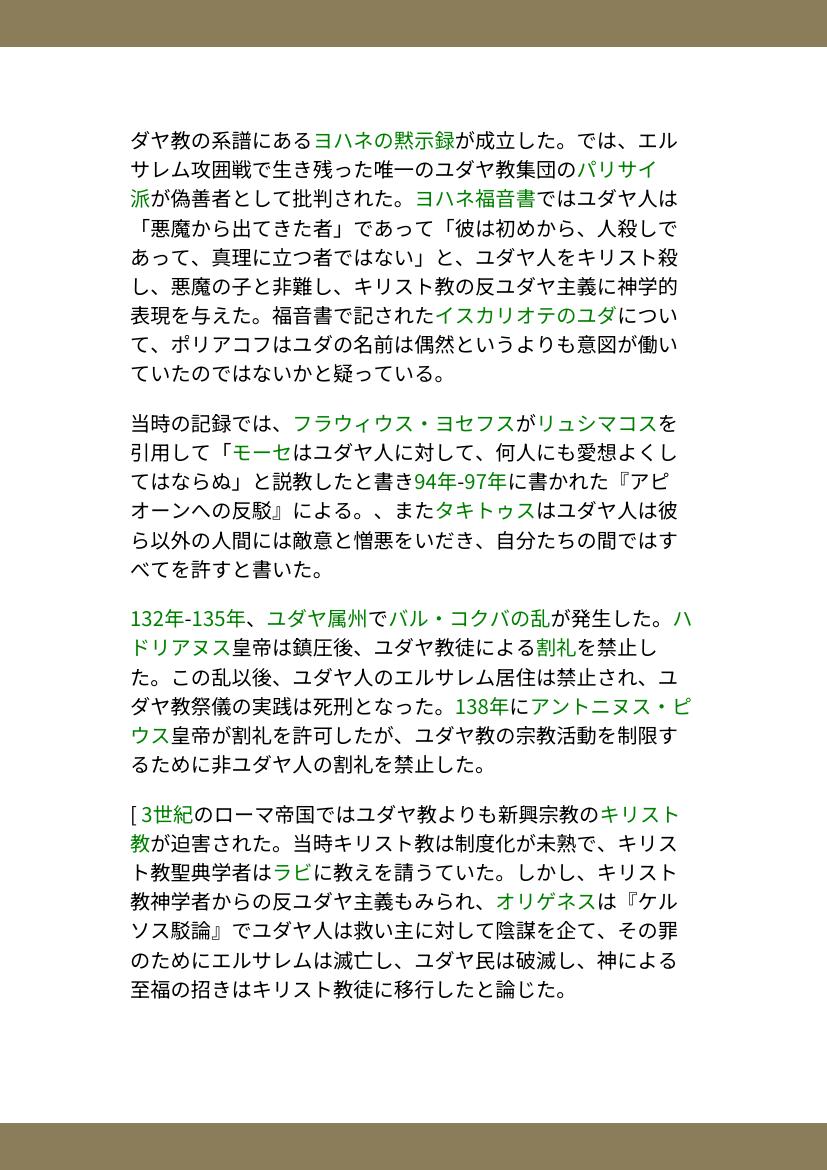 ダヤ教の系譜にあるヨハネの黙示録が成立した。では、エル
サレム攻囲戦で生き残った唯一のユダヤ教集団のパリサイ
派が偽善者として批判された。ヨハネ福音書ではユダヤ人は
「悪魔から出てきた者」であって「彼は初めから、人殺しで
あって、真理に立つ者ではない」と、ユダヤ人をキリスト殺
し、悪魔の子と非難し、キリスト教の反ユダヤ主義に神学的
表現を与えた。福音書で記されたイスカリオテのユダについ
て、ポリアコフはユダの名前は偶然というよりも意図が働い
ていたのではないかと疑っている。
当時の記録では、フラウィウス・ヨセフスがリュシマコスを
引用して「モーセはユダヤ人に対して、何人にも愛想よくし
てはならぬ」と説教したと書き94年-97年に書かれた『アピ
オーンへの反駁』による。、またタキトゥスはユダヤ人は彼
ら以外の人間には敵意と憎悪をいだき、自分たちの間ではす
べてを許すと書いた。
132年-135年、ユダヤ属州でバル・コクバの乱が発生した。ハ
ドリアヌス皇帝は鎮圧後、ユダヤ教徒による割礼を禁止し
た。この乱以後、ユダヤ人のエルサレム居住は禁止され、ユ
ダヤ教祭儀の実践は死刑となった。138年にアントニヌス・ピ
ウス皇帝が割礼を許可したが、ユダヤ教の宗教活動を制限す
るために非ユダヤ人の割礼を禁止した。
[ 3世紀のローマ帝国ではユダヤ教よりも新興宗教のキリスト
教が迫害された。当時キリスト教は制度化が未熟で、キリス
ト教聖典学者はラビに教えを請うていた。しかし、キリスト
教神学者からの反ユダヤ主義もみられ、オリゲネスは『ケル
ソス駁論』でユダヤ人は救い主に対して陰謀を企て、その罪
のためにエルサレムは滅亡し、ユダヤ民は破滅し、神による
至福の招きはキリスト教徒に移行したと論じた。